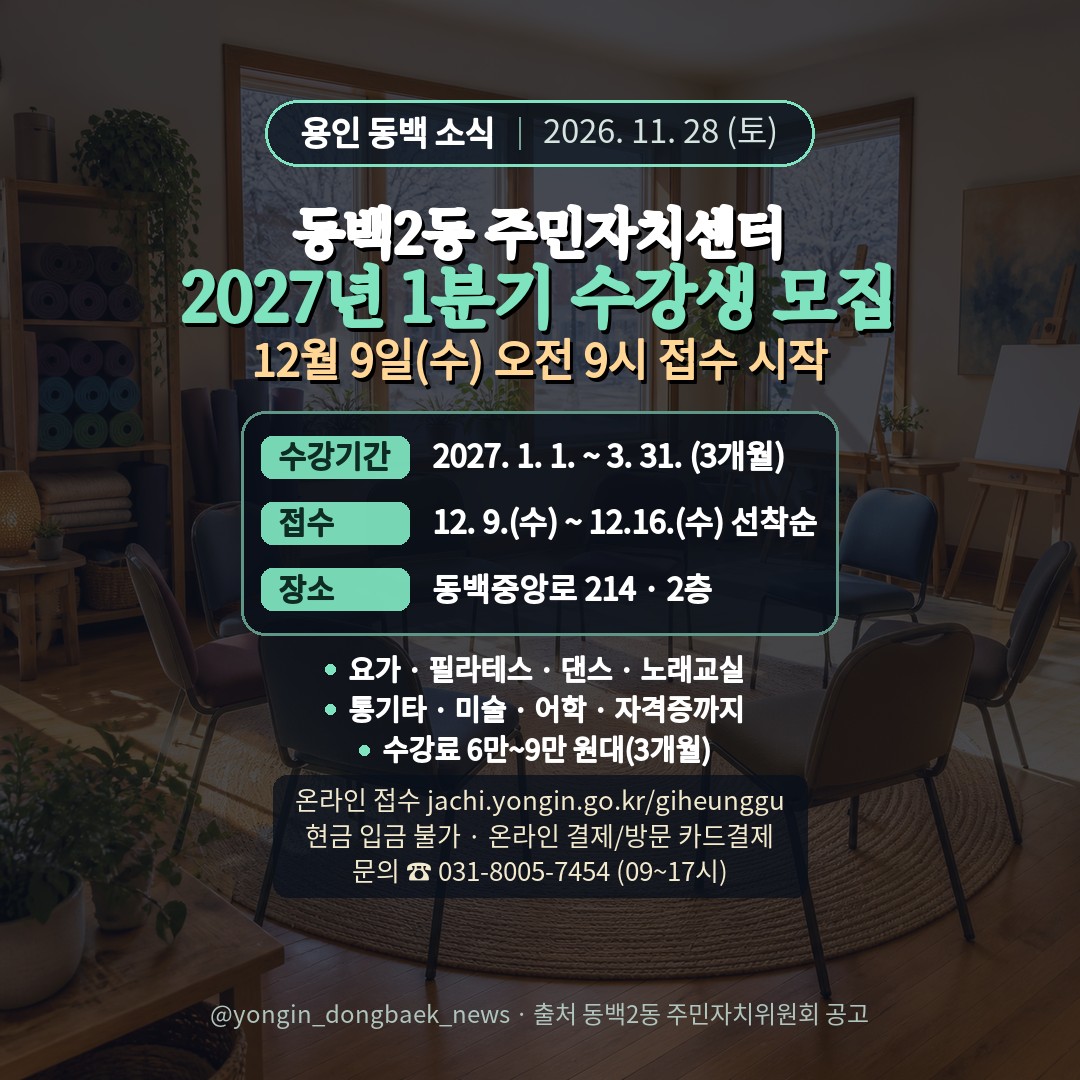 용인 동백 소식 | 2026. 11. 28 (토)
동백2동 주민자치센터
2027년 1분기 수강생 모집
12월 9일(수) 오전 9시 접수 시작
수강기간 2027. 1. 1. ~ 3. 31. (3개월)
접수 12. 9.(수) ~ 12.16.(수) 선착순
장소 동백중앙로 214 · 2층
• 요가 · 필라테스 · 댄스 · 노래교실
• 통기타 · 미술 · 어학 · 자격증까지
• 수강료 6만~9만 원대(3개월)
온라인 접수 jachi.yongin.go.kr/giheunggu
현금 입금 불가 · 온라인 결제/방문 카드결제
문의 ☎ 031-8005-7454 (09~17시)
@yongin_dongbaek_news · 출처 동백2동 주민자치위원회 공고